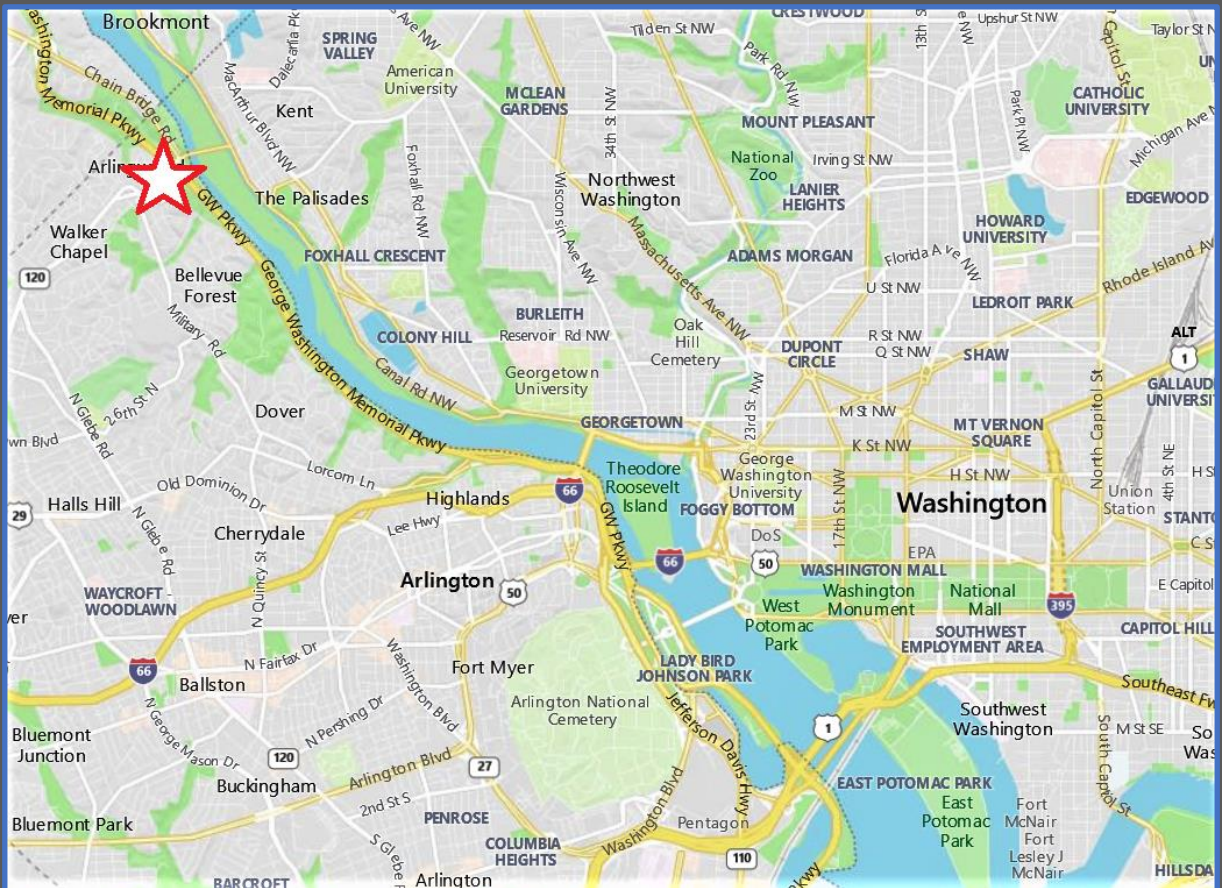 Brookmont
SPRING
VALLEY
Dalecarlia Pk
Ave NW
Tilden St NW
CRESTWOOD
13th S
Upshur St NW
Taylor St N
Capitol St
Washington Memorial Pkwy
Chain Bridge Rd
MacArthur Blvd NW
American
University
Kent
MCLEAN
GARDENS
34th St NW
Park Rd NW
MOUNT PLEASANT
Park Pl NW
CATHOLIC
UNIVERSITY
Michigan Ave N
The Palisades
Foxhall Rd NW
Wisconsin Ave NW
Northwest
Washington
National
Zoo
Irving St NW
LANIER
HEIGHTS
EDGEWOOD
Walker
Chapel
GW Pkwy
120
Bellevue
Forest
FOXHALL CRESCENT
Massachusetts Ave NW
ADAMS MORGAN
Florida Ave NW
HOWARD
UNIVERSITY
U St NW
LEDROIT PARK
Rhode Island Av
George Washington Memorial Pkwy
Military Rd
COLONY HILL
BURLEITH
Reservoir Rd NW
Oak
Hill
Cemetery
DUPONT
CIRCLE
R St NW
Q St NW
SHAW
ALT
1
26th St N
N Glebe Rd
Dover
Canal Rd NW
Georgetown
University
GEORGETOWN
23rd St NW
M St NW
K St NW
MT VERNON
SQUARE
North Capitol St
GALLAUD
UNIVERSI
wn Blvd
29
Halls Hill
Old Dominion Dr
Lorcom Ln
Highlands
66
Theodore
Roosevelt
Island
George
Washington
University
FOGGY BOTTOM
17th St NW
H St NW
Washington
Union
Station
4th St NE
H S
STANT
C S
N Glebe Rd
Cherrydale
Lee Hwy
GW Pkwy
66
DoS
50
EPA
WASHINGTON MALL
E Capitol
WAYCROFT -
WOODLAWN
N Quincy St
Arlington
50
West
Potomac
Park
Washington
Monument
National
Mall
395
CAPITOL HILL
yer
66
N Fairfax Dr
Ballston
Washington Blvd
Fort Myer
LADY BIRD
JOHNSON PARK
SOUTHWEST
EMPLOYMENT AREA
Southeast Fw
Bluemont
Junction
N George Mason Dr
N Pershing Dr
Arlington National
Cemetery
Jefferson Davis Hwy
1
Southwest
Washington
M St SE
So
Was
120
Buckingham
Arlington Blvd
27
2nd St S
Washington Blvd
EAST POTOMAC PARK
South Capitol St
Bluemont Park
S Glebe
PENROSE
COLUMBIA
HEIGHTS
Pentagon
110
East
Potomac
Park
Fort
McNair
Fort
Lesley J
McNair
BARCROFT
Arlington
kwy
HILLSDA